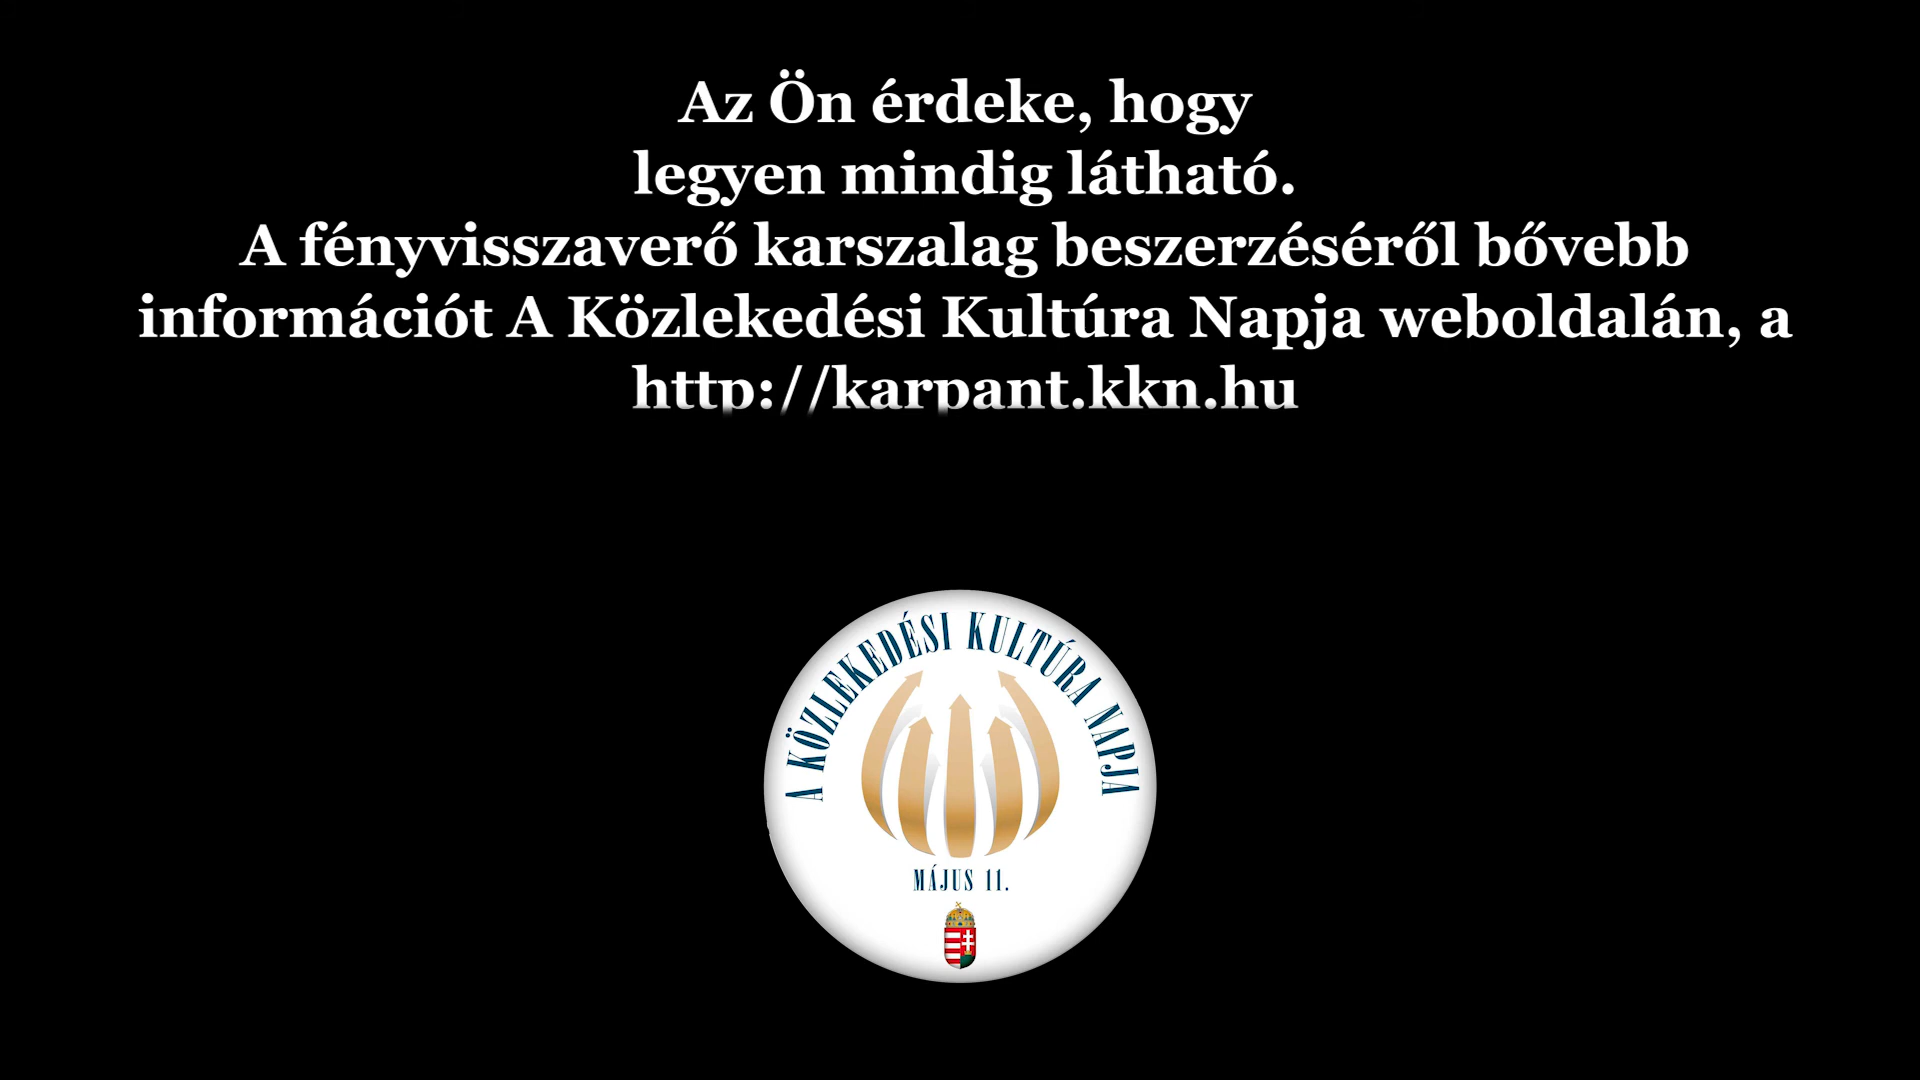 Az Ön érdeke, hogy
legyen mindig látható.
A fényvisszaverő karszalag beszerzéséről bővebb
információt A Közlekedési Kultúra Napja weboldalán, a
http://karpant.kkn.hu
A KÖZLEKEDÉSI KULTÚRA NAPJA
MÁJUS 11.